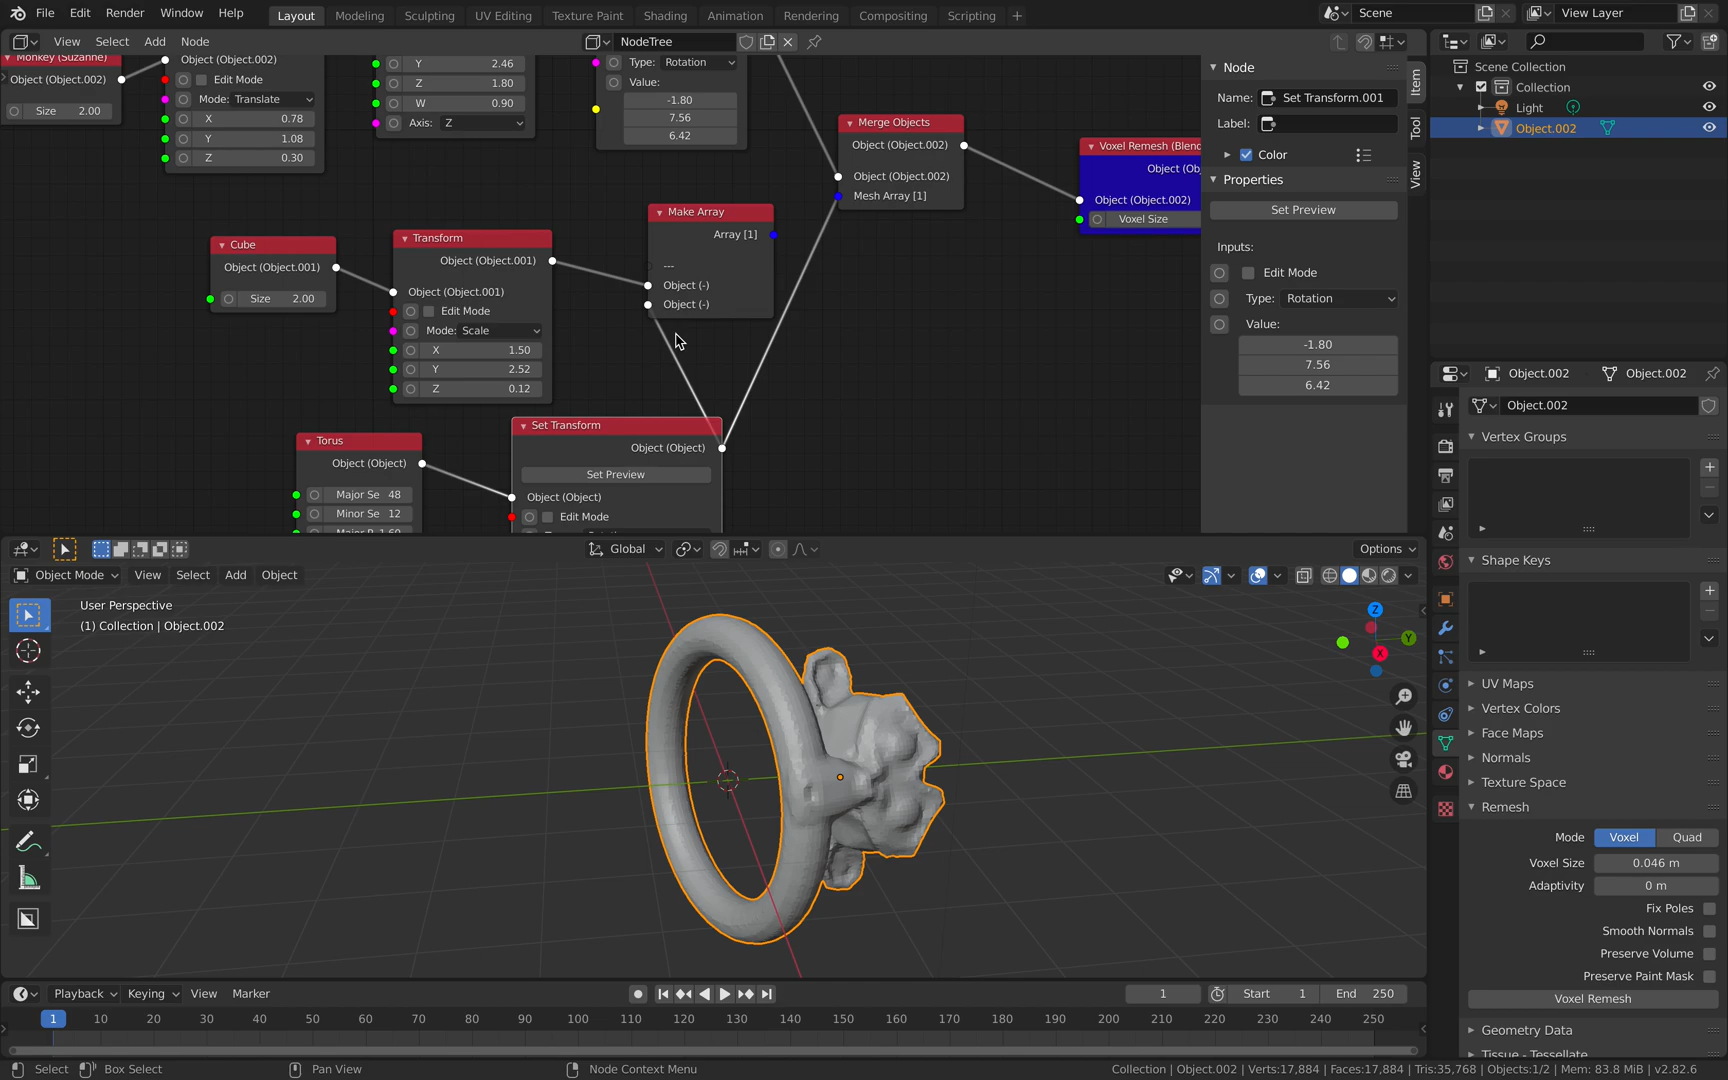 File Edit Render Window Help Layout Modeling Sculpting UV Editing Texture Paint Shading Animation Rendering Compositing Scripting + Scene View Layer
View Select Add Node NodeTree
Monkey (Suzanne)
Object (Object.002)
Size 2.00
Object (Object.002)
Edit Mode
Mode: Translate
X 0.78
Y 1.08
Z 0.30
Y 2.46
Z 1.80
W 0.90
Axis: Z
Type: Rotation
Value:
-1.80
7.56
6.42
Merge Objects
Object (Object.002)
Object (Object.002)
Mesh Array [1]
Voxel Remesh (Blend
Object (Obj
Object (Object.002)
Voxel Size
Make Array
Array [1]
---
Object (-)
Object (-)
Cube
Object (Object.001)
Size 2.00
Transform
Object (Object.001)
Object (Object.001)
Edit Mode
Mode: Scale
X 1.50
Y 2.52
Z 0.12
Torus
Object (Object)
Major Se 48
Minor Se 12
Set Transform
Object (Object)
Set Preview
Object (Object)
Edit Mode
Node
Name: Set Transform.001
Label:
Color
Properties
Set Preview
Inputs:
Edit Mode
Type: Rotation
Value:
-1.80
7.56
6.42
Item
Tool
View
Scene Collection
Collection
Light
Object.002
Object.002 Object.002
Object.002
Vertex Groups
Shape Keys
UV Maps
Vertex Colors
Face Maps
Normals
Texture Space
Remesh
Mode Voxel Quad
Voxel Size 0.046 m
Adaptivity 0 m
Fix Poles
Smooth Normals
Preserve Volume
Preserve Paint Mask
Voxel Remesh
Geometry Data
Global Options
Object Mode View Select Add Object
User Perspective
(1) Collection | Object.002
Z
Y
X
Playback Keying View Marker 1 Start 1 End 250
1 10 20 30 40 50 60 70 80 90 100 110 120 130 140 150 160 170 180 190 200 210 220 230 240 250
Select Box Select Pan View Node Context Menu Collection | Object.002 | Verts:17,884 | Faces:17,884 | Tris:35,768 | Objects:1/2 | Mem: 83.8 MiB | v2.82.6